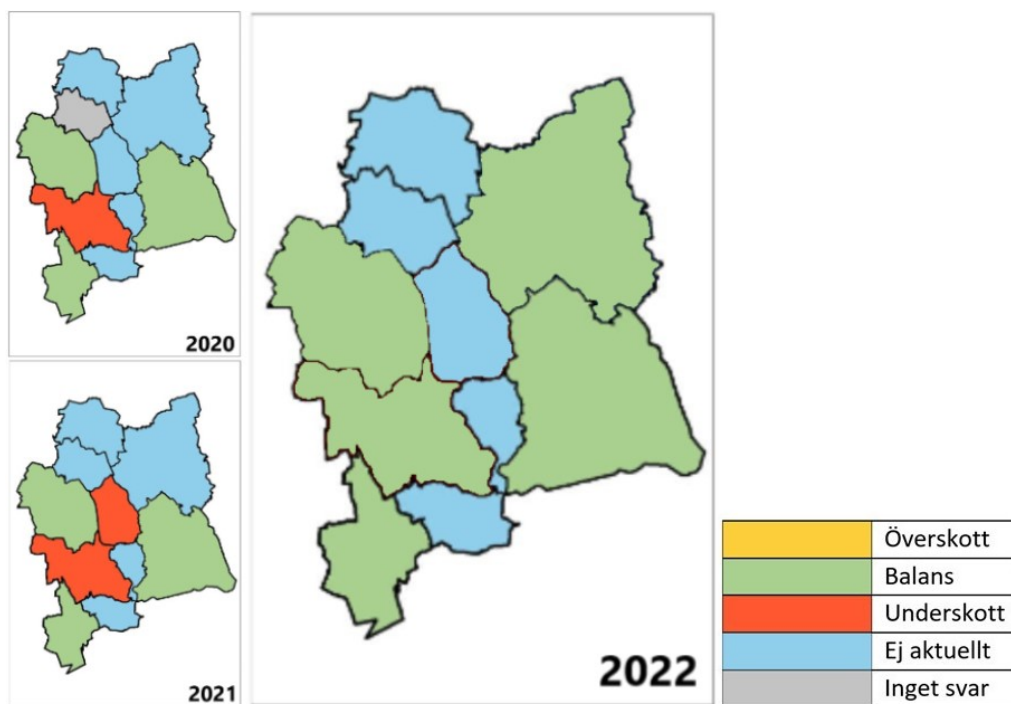 2020
2021
2022
Överskott
Balans
Underskott
Ej aktuellt
Inget svar